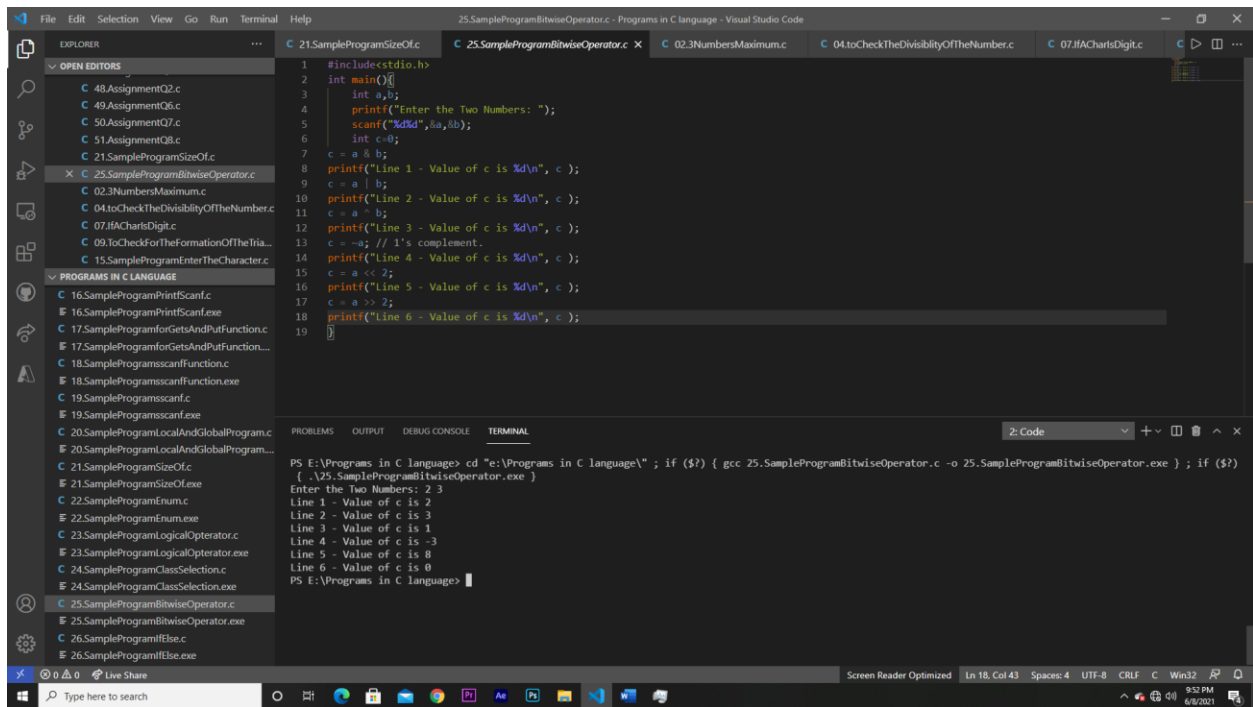 File Edit Selection View Go Run Terminal Help 25.SampleProgramBitwiseOperator.c - Programs in C language - Visual Studio Code
EXPLORER ...
C 21.SampleProgramSizeOf.c C 25.SampleProgramBitwiseOperator.c X C 02.3NumbersMaximum.c C 04.toCheckTheDivisiblityOfTheNumber.c C 07.IfACharIsDigit.c C ...
OPEN EDITORS
C 48.AssignmentQ2.c
C 49.AssignmentQ6.c
C 50.AssignmentQ7.c
C 51.AssignmentQ8.c
C 21.SampleProgramSizeOf.c
X C 25.SampleProgramBitwiseOperator.c
C 02.3NumbersMaximum.c
C 04.toCheckTheDivisiblityOfTheNumber.c
C 07.IfACharIsDigit.c
C 09.ToCheckForTheFormationOfTheTria...
C 15.SampleProgramEnterTheCharacter.c
PROGRAMS IN C LANGUAGE
C 16.SampleProgramPrintfScanf.c
16.SampleProgramPrintfScanf.exe
C 17.SampleProgramforGetsAndPutFunction.c
17.SampleProgramforGetsAndPutFunction....
C 18.SampleProgramsscanfFunction.c
18.SampleProgramsscanfFunction.exe
C 19.SampleProgramsscanf.c
19.SampleProgramsscanf.exe
C 20.SampleProgramLocalAndGlobalProgram.c
20.SampleProgramLocalAndGlobalProgram....
C 21.SampleProgramSizeOf.c
21.SampleProgramSizeOf.exe
C 22.SampleProgramEnum.c
22.SampleProgramEnum.exe
C 23.SampleProgramLogicalOpterator.c
23.SampleProgramLogicalOpterator.exe
C 24.SampleProgramClassSelection.c
24.SampleProgramClassSelection.exe
C 25.SampleProgramBitwiseOperator.c
25.SampleProgramBitwiseOperator.exe
C 26.SampleProgramIfElse.c
26.SampleProgramIfElse.exe
1 #include<stdio.h>
2 int main(){
3 int a,b;
4 printf("Enter the Two Numbers: ");
5 scanf("%d%d",&a,&b);
6 int c=0;
7 c = a & b;
8 printf("Line 1 - Value of c is %d\n", c );
9 c = a | b;
10 printf("Line 2 - Value of c is %d\n", c );
11 c = a ^ b;
12 printf("Line 3 - Value of c is %d\n", c );
13 c = ~a; // 1's complement.
14 printf("Line 4 - Value of c is %d\n", c );
15 c = a << 2;
16 printf("Line 5 - Value of c is %d\n", c );
17 c = a >> 2;
18 printf("Line 6 - Value of c is %d\n", c );
19 }
PROBLEMS OUTPUT DEBUG CONSOLE TERMINAL 2: Code
PS E:\Programs in C language> cd "e:\Programs in C language\" ; if ($?) { gcc 25.SampleProgramBitwiseOperator.c -o 25.SampleProgramBitwiseOperator.exe } ; if ($?)
{ .\25.SampleProgramBitwiseOperator.exe }
Enter the Two Numbers: 2 3
Line 1 - Value of c is 2
Line 2 - Value of c is 3
Line 3 - Value of c is 1
Line 4 - Value of c is -3
Line 5 - Value of c is 8
Line 6 - Value of c is 0
PS E:\Programs in C language>
0 0 Live Share Screen Reader Optimized Ln 18, Col 43 Spaces: 4 UTF-8 CRLF C Win32
Type here to search Pr Ae Ps W 9:52 PM
6/8/2021 4